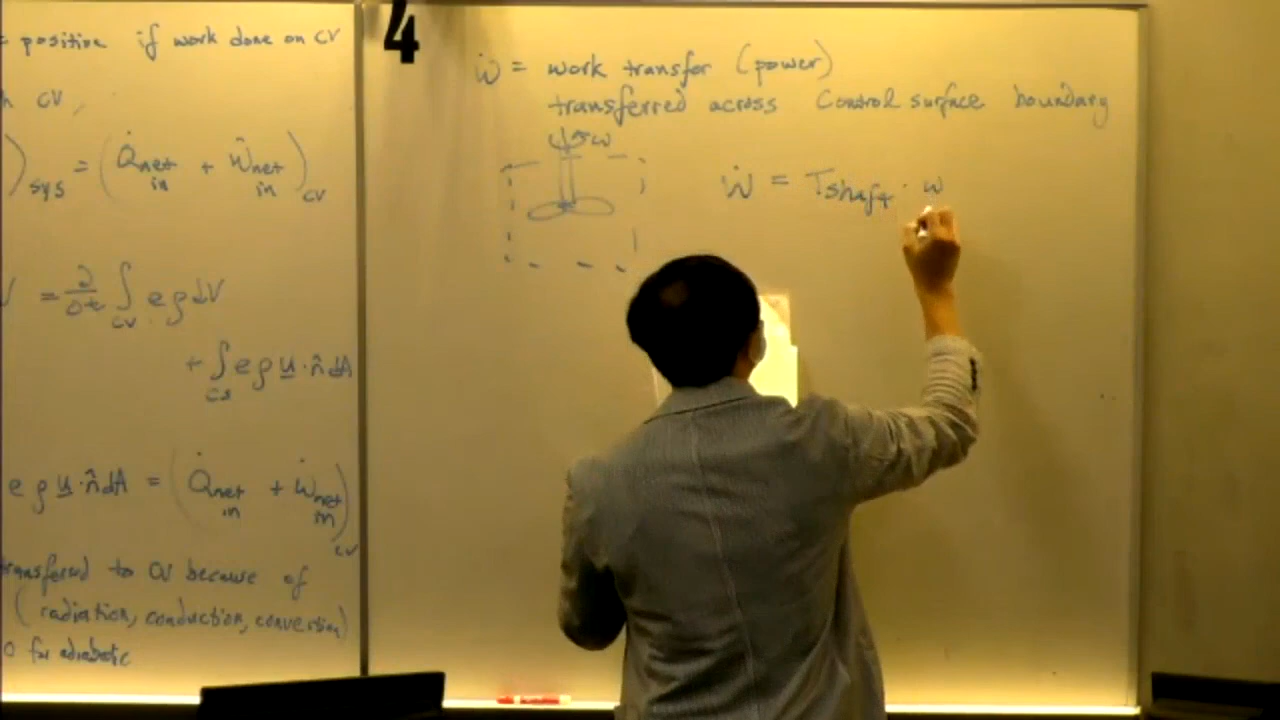 = positive if work done on CV
CV
)sys = (Q̇net in + Ẇnet in)CV
= ∂/∂t ∫CV eρdV
+ ∫CS eρu·n̂dA
eρu·n̂dA = (Q̇net in + Ẇnet in)CV
transferred to CV because of
(radiation, conduction, convection)
0 for adiabatic
4
ẇ = work transfer (power)
transferred across Control surface boundary
ω
Ẇ = Tshaft · ω